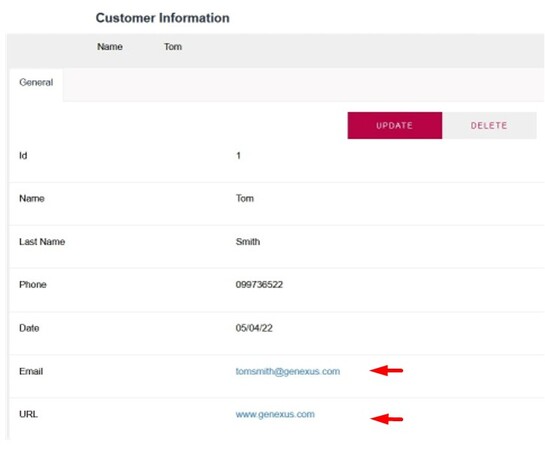 Customer Information
Name Tom
General
UPDATE DELETE
Id 1
Name Tom
Last Name Smith
Phone 099736522
Date 05/04/22
Email tomsmith@genexus.com
URL www.genexus.com